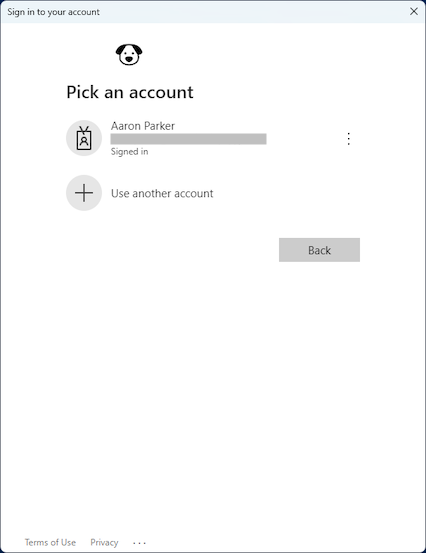 Sign in to your account
Pick an account
Aaron Parker
Signed in
Use another account
Back
Terms of Use Privacy ...